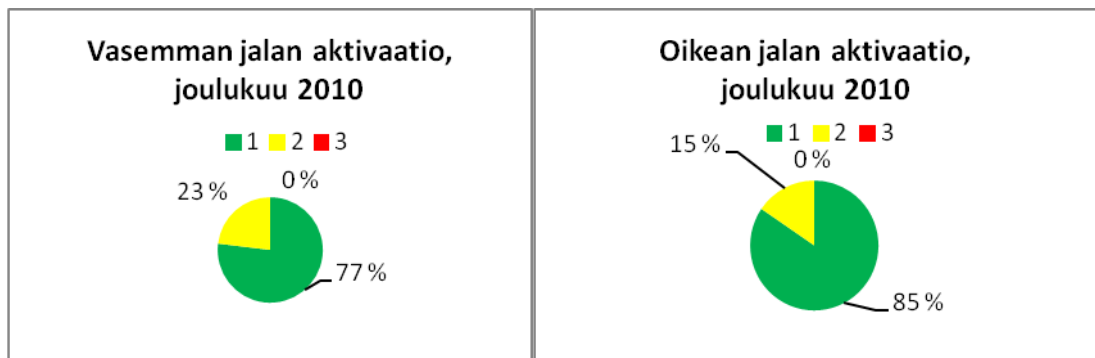 Vasemman jalan aktivaatio,
joulukuu 2010
1 2 3
0 %
23 %
77 %
Oikean jalan aktivaatio,
joulukuu 2010
1 2 3
15 %
0 %
85 %